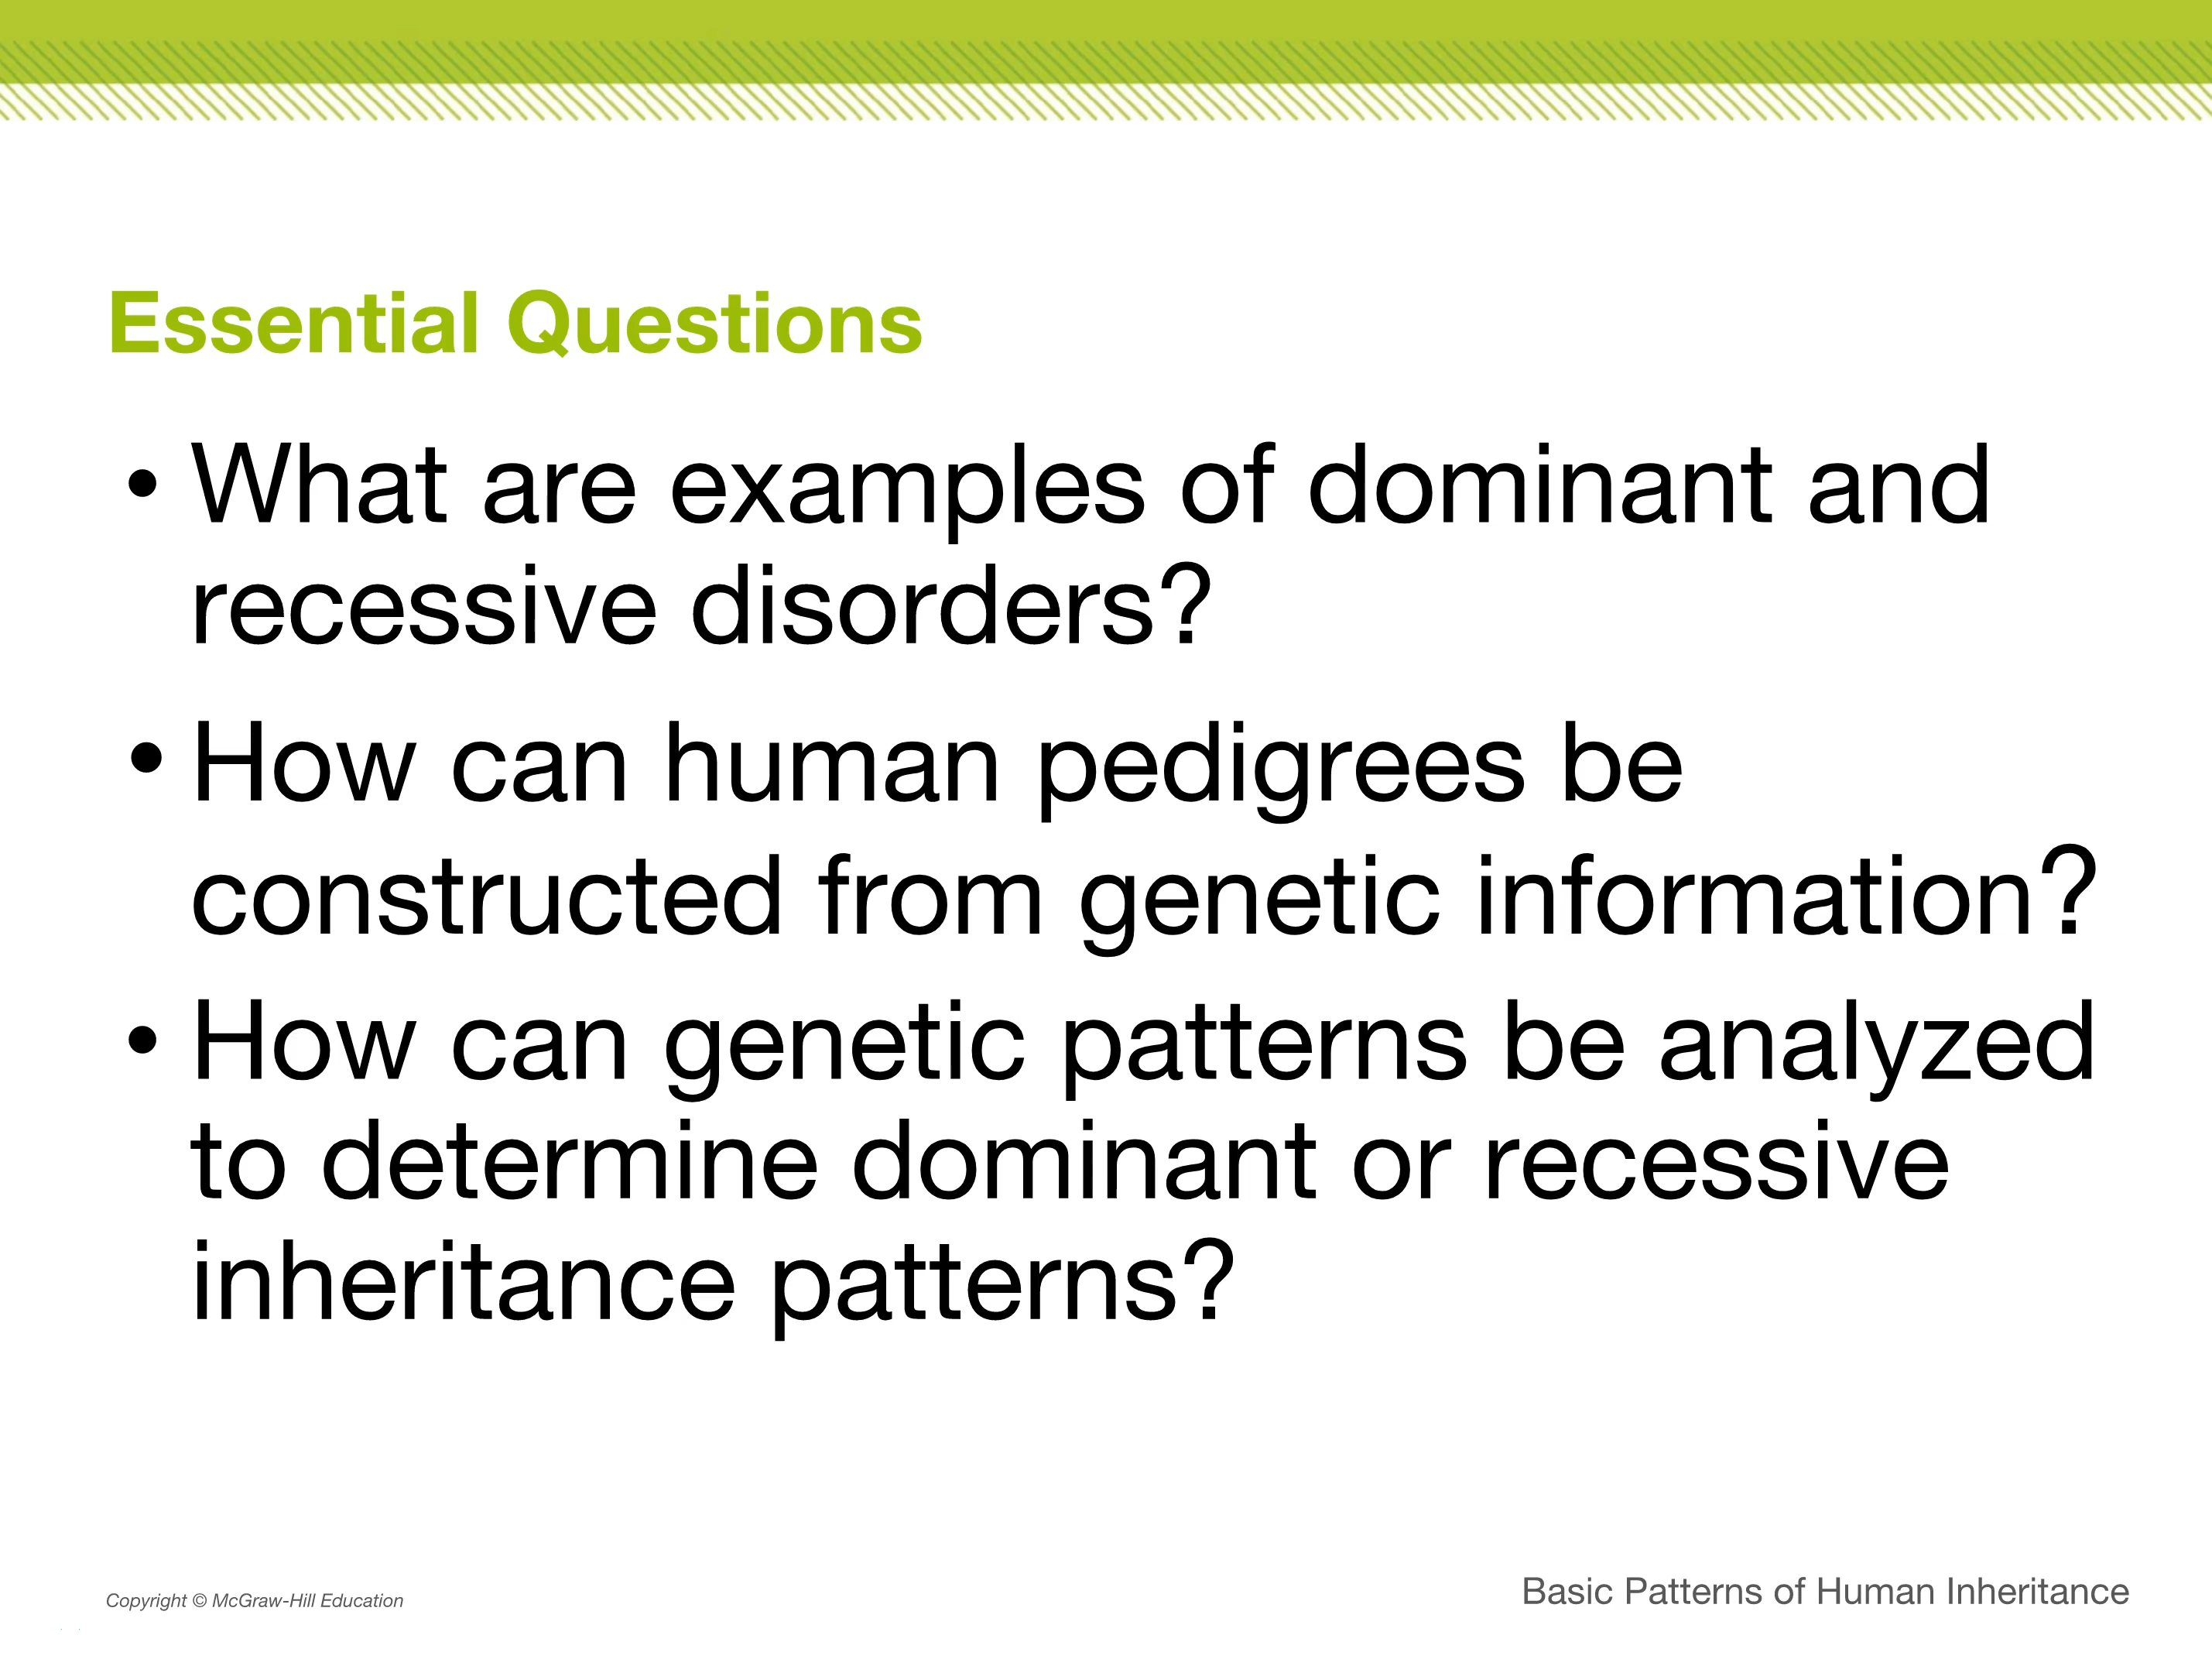 Essential Questions
• What are examples of dominant and
recessive disorders?
• How can human pedigrees be
constructed from genetic information?
• How can genetic patterns be analyzed
to determine dominant or recessive
inheritance patterns?
Copyright © McGraw-Hill Education
Basic Patterns of Human Inheritance